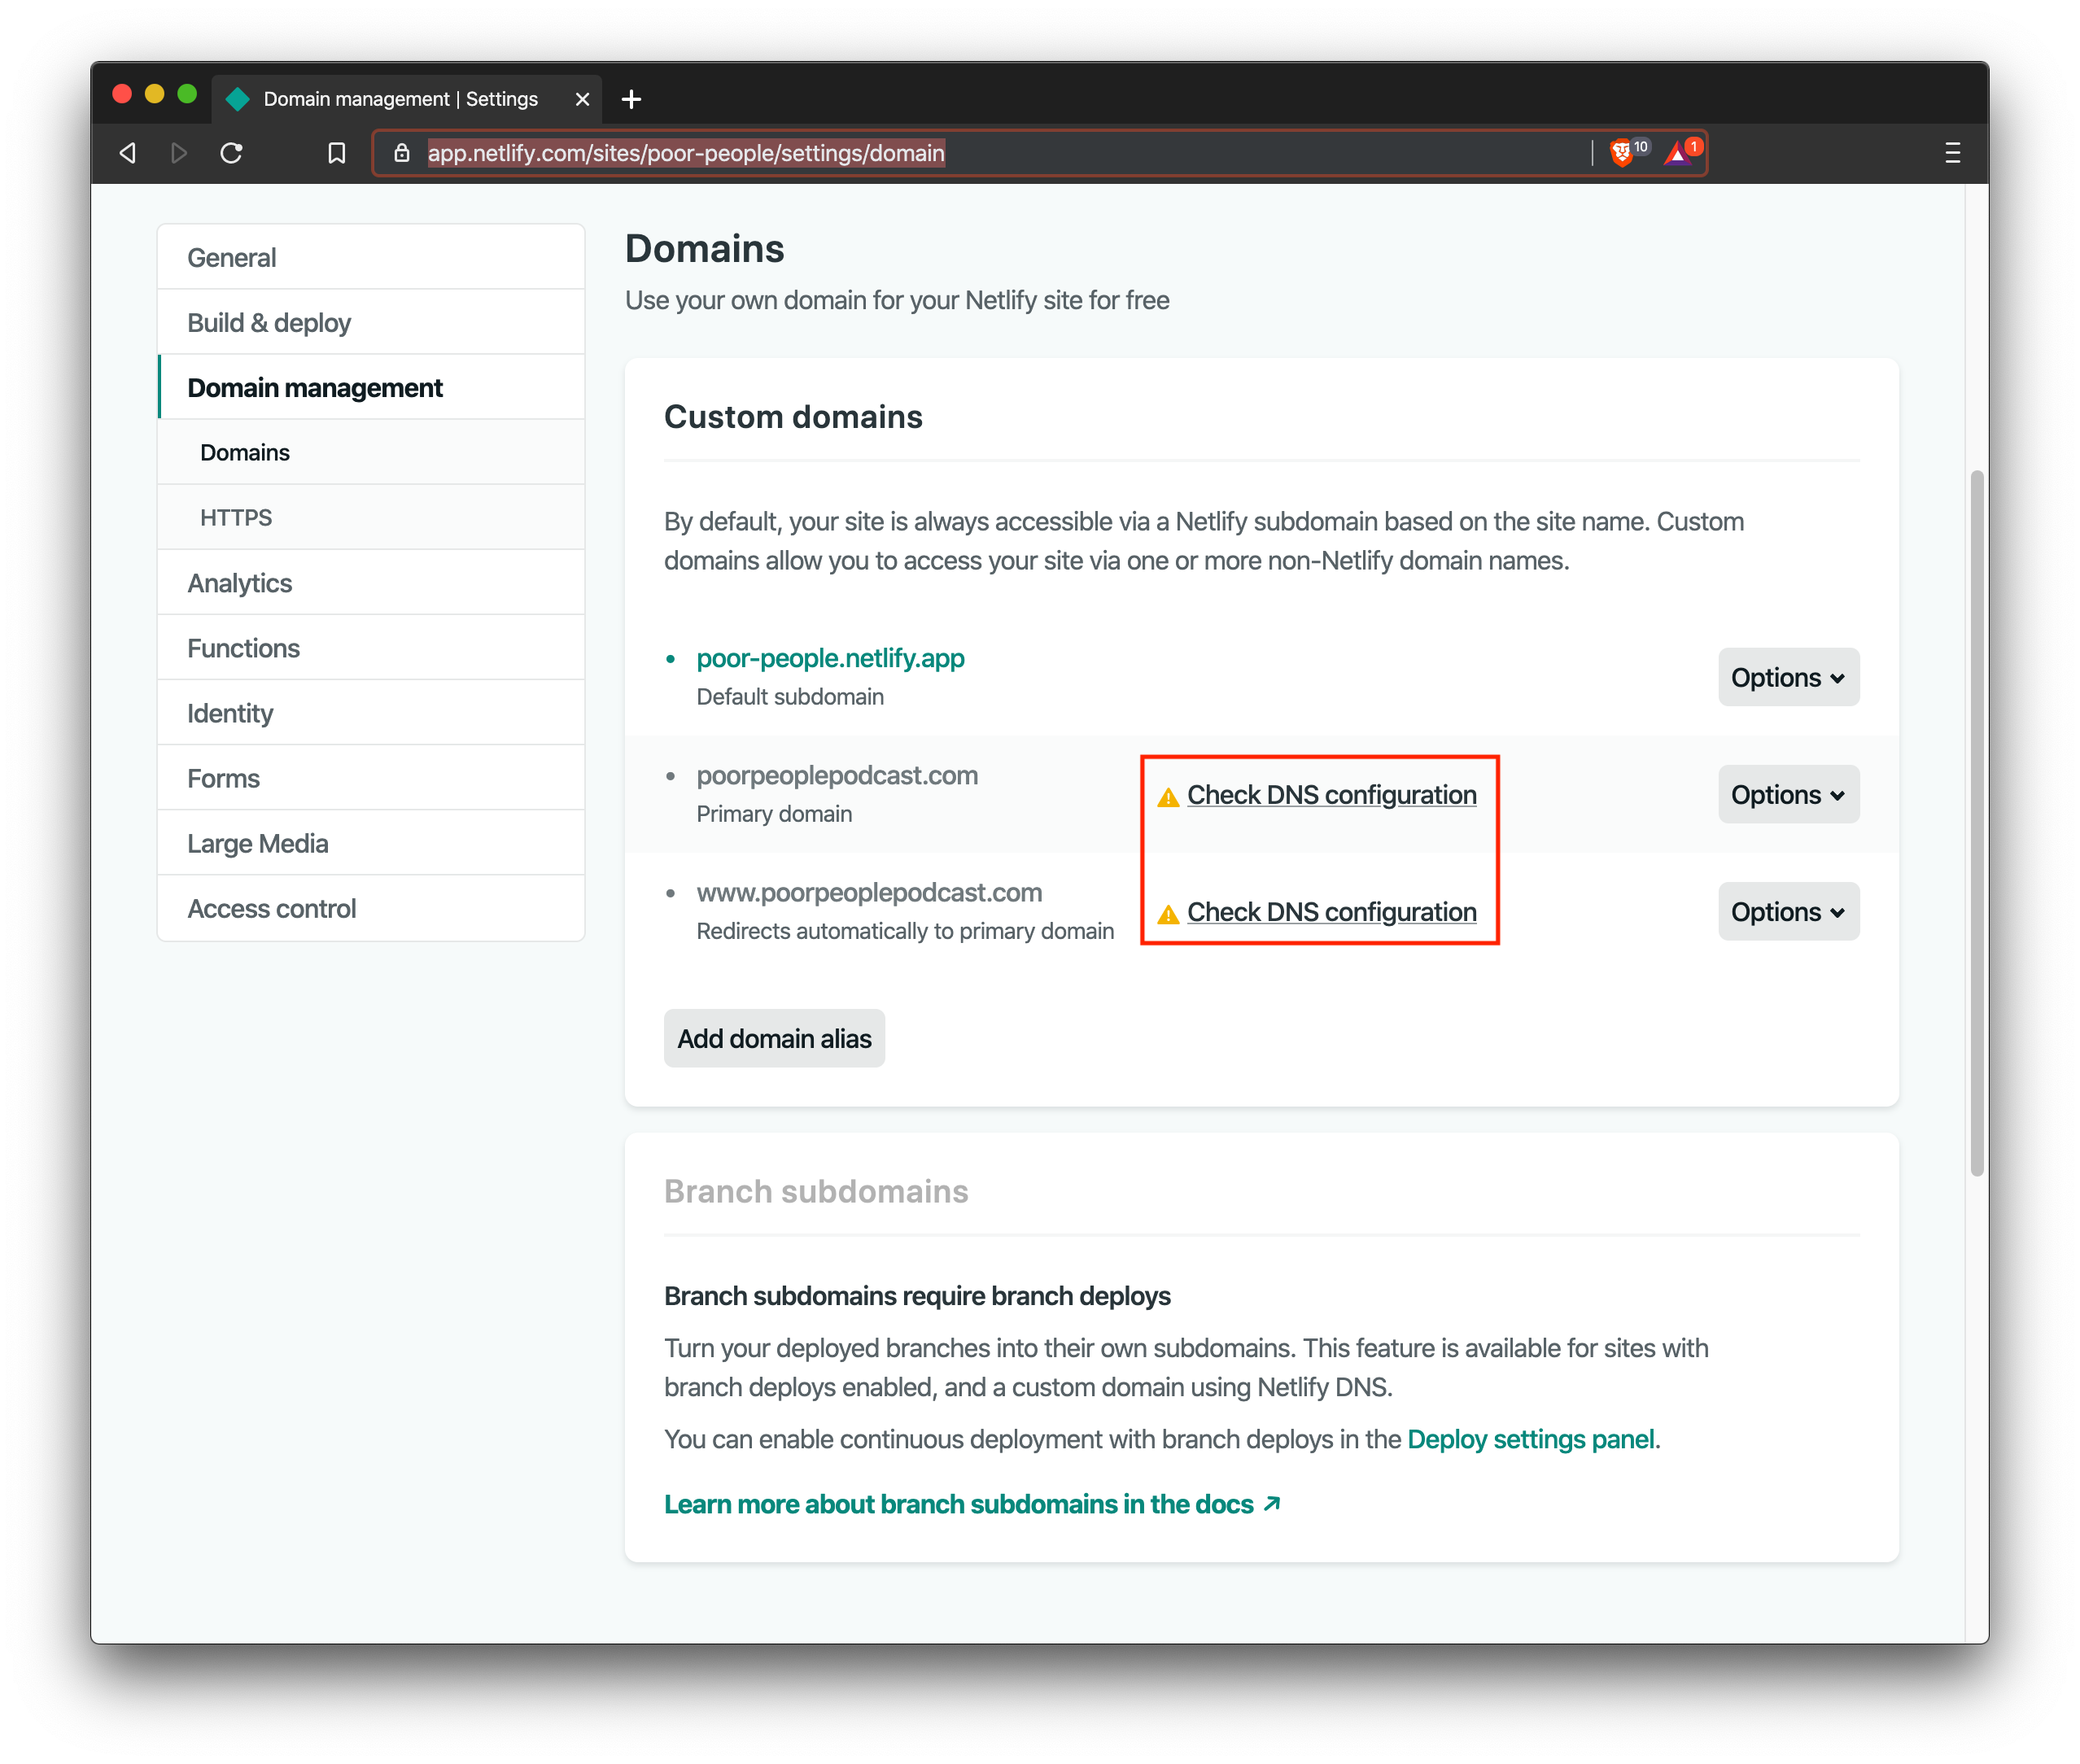 Domain management | Settings
app.netlify.com/sites/poor-people/settings/domain
10
1
General
Build & deploy
Domain management
Domains
HTTPS
Analytics
Functions
Identity
Forms
Large Media
Access control
Domains
Use your own domain for your Netlify site for free
Custom domains
By default, your site is always accessible via a Netlify subdomain based on the site name. Custom
domains allow you to access your site via one or more non-Netlify domain names.
poor-people.netlify.app
Default subdomain
Options
poorpeoplepodcast.com
Primary domain
Check DNS configuration
Options
www.poorpeoplepodcast.com
Redirects automatically to primary domain
Check DNS configuration
Options
Add domain alias
Branch subdomains
Branch subdomains require branch deploys
Turn your deployed branches into their own subdomains. This feature is available for sites with
branch deploys enabled, and a custom domain using Netlify DNS.
You can enable continuous deployment with branch deploys in the Deploy settings panel.
Learn more about branch subdomains in the docs ↗